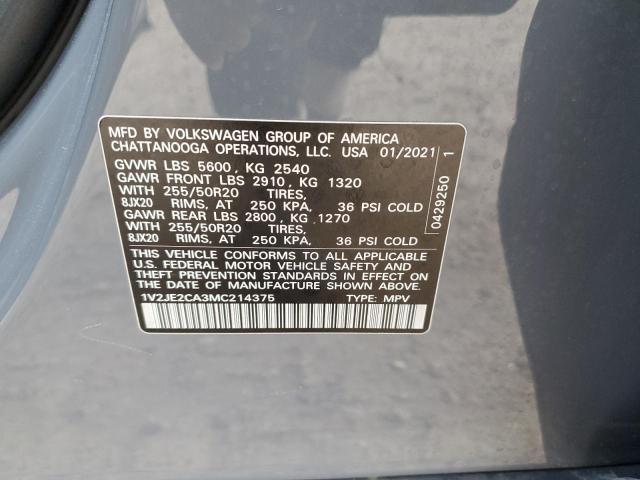 MFD BY VOLKSWAGEN GROUP OF AMERICA
CHATTANOOGA OPERATIONS, LLC. USA 01/2021
GVWR LBS 5600, KG 2540
GAWR FRONT LBS 2910, KG 1320
WITH 255/50R20 TIRES,
8JX20 RIMS, AT 250 KPA, 36 PSI COLD
GAWR REAR LBS 2800, KG 1270
WITH 255/50R20 TIRES,
8JX20 RIMS, AT 250 KPA, 36 PSI COLD
THIS VEHICLE CONFORMS TO ALL APPLICABLE
U.S. FEDERAL MOTOR VEHICLE SAFETY AND
THEFT PREVENTION STANDARDS IN EFFECT ON
THE DATE OF MANUFACTURE SHOWN ABOVE.
1V2JE2CA3MC214375 TYPE: MPV
0429250 1